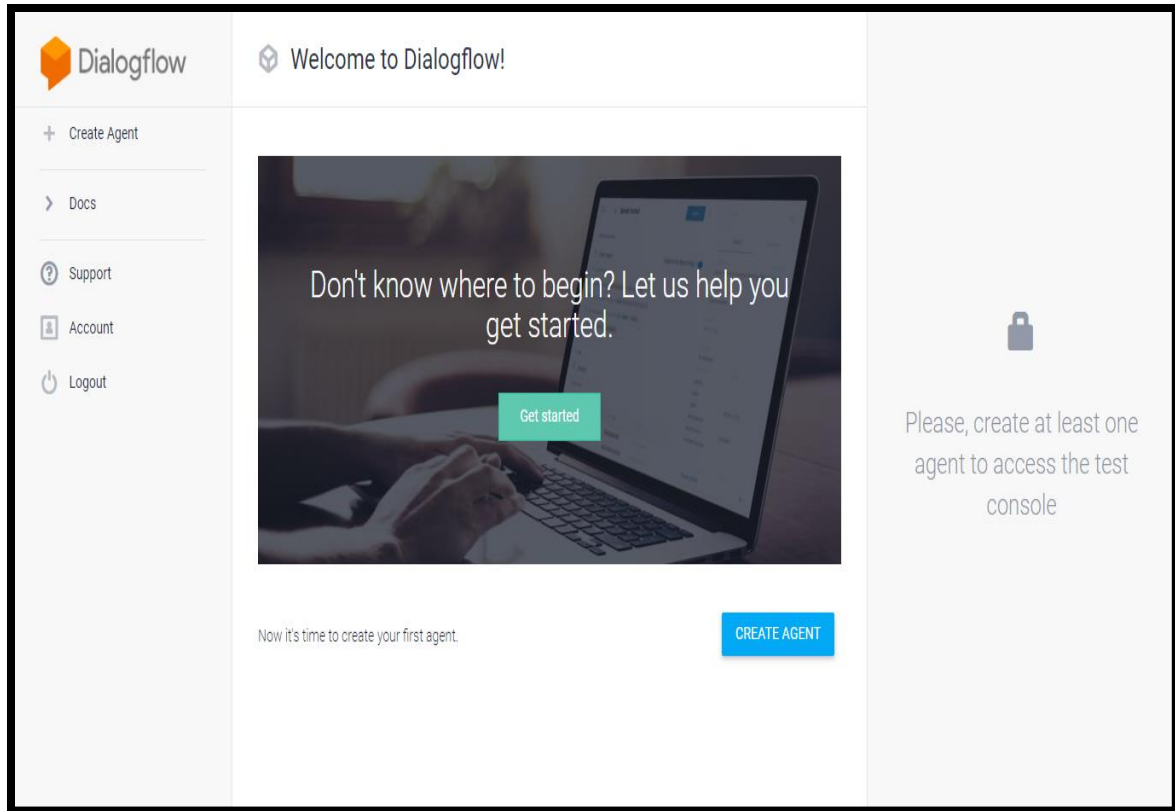 Dialogflow
Welcome to Dialogflow!
Create Agent
Docs
Support
Account
Logout
Don't know where to begin? Let us help you
get started.
Get started
Now it's time to create your first agent.
CREATE AGENT
Please, create at least one
agent to access the test
console